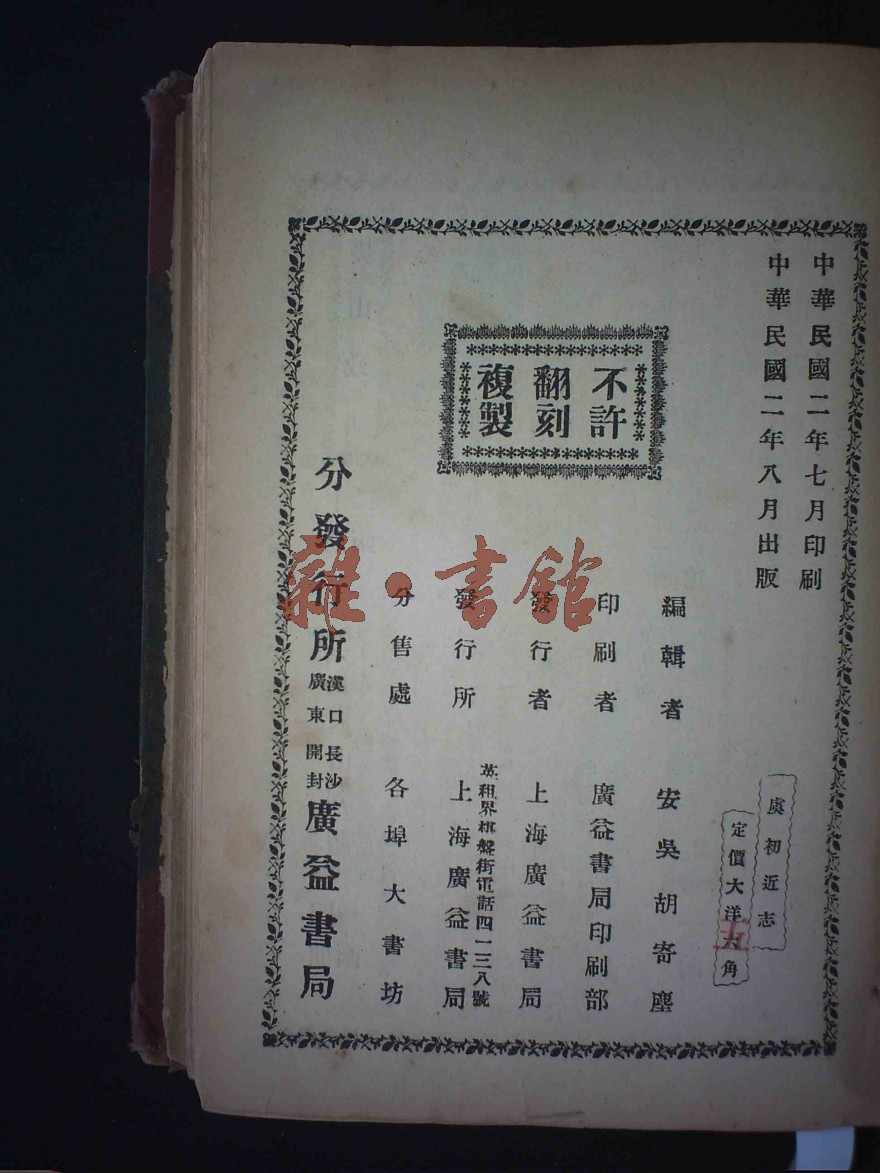 中華民國二年七月印刷
中華民國二年八月出版
不許
翻刻
複製
虞初近志
定價大洋角
編輯者 安吳胡寄塵
印刷者 廣益書局印刷部
發行者 上海廣益書局
英租界棋盤街電話四一三八號
發行所 上海廣益書局
分售處 各埠大書坊
分發行所 漢口 長沙 廣東 開封 廣益書局
雜·書館